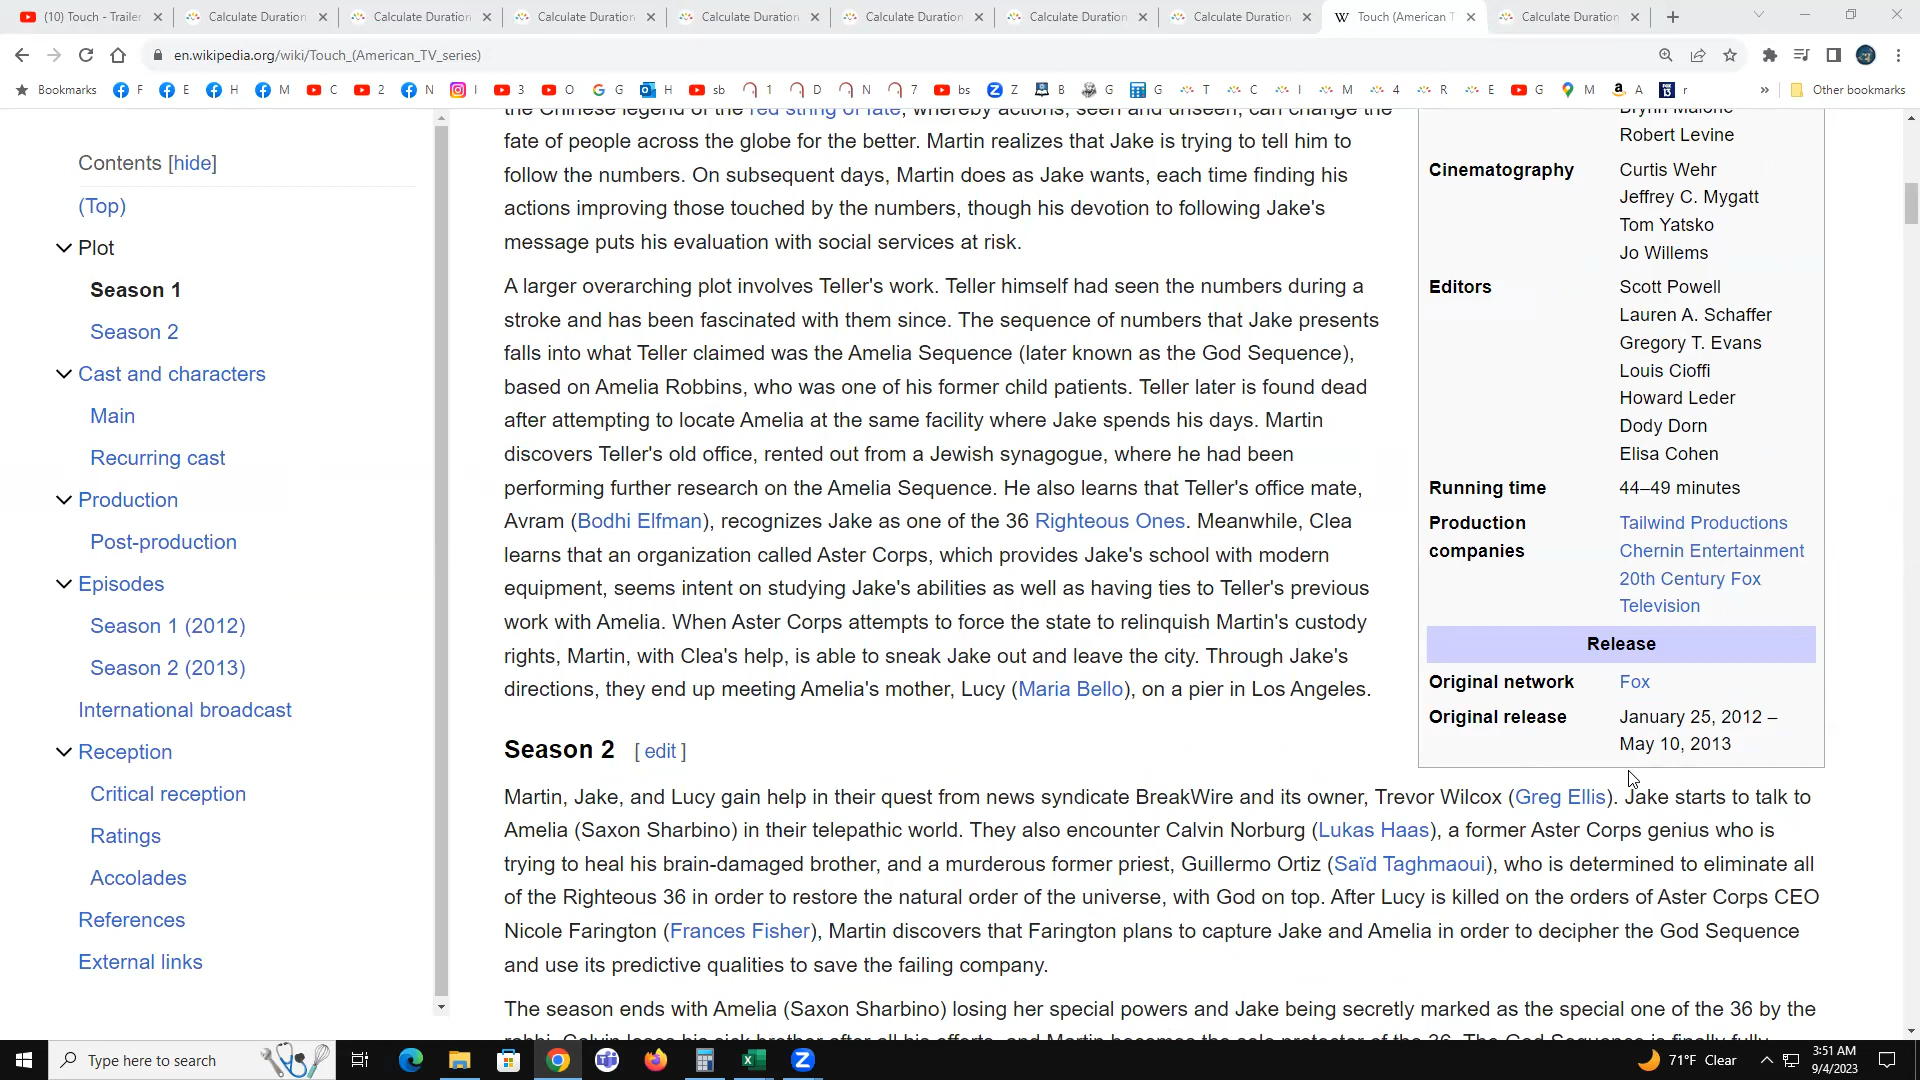 (10) Touch - Trailer
Calculate Duration
Calculate Duration
Calculate Duration
Calculate Duration
Calculate Duration
Calculate Duration
Calculate Duration
W Touch (American T
Calculate Duration
en.wikipedia.org/wiki/Touch_(American_TV_series)
Bookmarks F E H M C 2 N I 3 O G G H sb 1 D N 7 bs Z Z B G G T C I M 4 R E G M a A r » Other bookmarks
Contents [hide]
(Top)
Plot
Season 1
Season 2
Cast and characters
Main
Recurring cast
Production
Post-production
Episodes
Season 1 (2012)
Season 2 (2013)
International broadcast
Reception
Critical reception
Ratings
Accolades
References
External links
the Chinese legend of the red string of fate, whereby actions, seen and unseen, can change the
fate of people across the globe for the better. Martin realizes that Jake is trying to tell him to
follow the numbers. On subsequent days, Martin does as Jake wants, each time finding his
actions improving those touched by the numbers, though his devotion to following Jake's
message puts his evaluation with social services at risk.
A larger overarching plot involves Teller's work. Teller himself had seen the numbers during a
stroke and has been fascinated with them since. The sequence of numbers that Jake presents
falls into what Teller claimed was the Amelia Sequence (later known as the God Sequence),
based on Amelia Robbins, who was one of his former child patients. Teller later is found dead
after attempting to locate Amelia at the same facility where Jake spends his days. Martin
discovers Teller's old office, rented out from a Jewish synagogue, where he had been
performing further research on the Amelia Sequence. He also learns that Teller's office mate,
Avram (Bodhi Elfman), recognizes Jake as one of the 36 Righteous Ones. Meanwhile, Clea
learns that an organization called Aster Corps, which provides Jake's school with modern
equipment, seems intent on studying Jake's abilities as well as having ties to Teller's previous
work with Amelia. When Aster Corps attempts to force the state to relinquish Martin's custody
rights, Martin, with Clea's help, is able to sneak Jake out and leave the city. Through Jake's
directions, they end up meeting Amelia's mother, Lucy (Maria Bello), on a pier in Los Angeles.
Brynn Malone
Robert Levine
Cinematography Curtis Wehr
Jeffrey C. Mygatt
Tom Yatsko
Jo Willems
Editors Scott Powell
Lauren A. Schaffer
Gregory T. Evans
Louis Cioffi
Howard Leder
Dody Dorn
Elisa Cohen
Running time 44–49 minutes
Production Tailwind Productions
companies Chernin Entertainment
20th Century Fox
Television
Release
Original network Fox
Original release January 25, 2012 –
May 10, 2013
Season 2 [ edit ]
Martin, Jake, and Lucy gain help in their quest from news syndicate BreakWire and its owner, Trevor Wilcox (Greg Ellis). Jake starts to talk to
Amelia (Saxon Sharbino) in their telepathic world. They also encounter Calvin Norburg (Lukas Haas), a former Aster Corps genius who is
trying to heal his brain-damaged brother, and a murderous former priest, Guillermo Ortiz (Saïd Taghmaoui), who is determined to eliminate all
of the Righteous 36 in order to restore the natural order of the universe, with God on top. After Lucy is killed on the orders of Aster Corps CEO
Nicole Farington (Frances Fisher), Martin discovers that Farington plans to capture Jake and Amelia in order to decipher the God Sequence
and use its predictive qualities to save the failing company.
The season ends with Amelia (Saxon Sharbino) losing her special powers and Jake being secretly marked as the special one of the 36 by the
Type here to search
71°F Clear
3:51 AM
9/4/2023